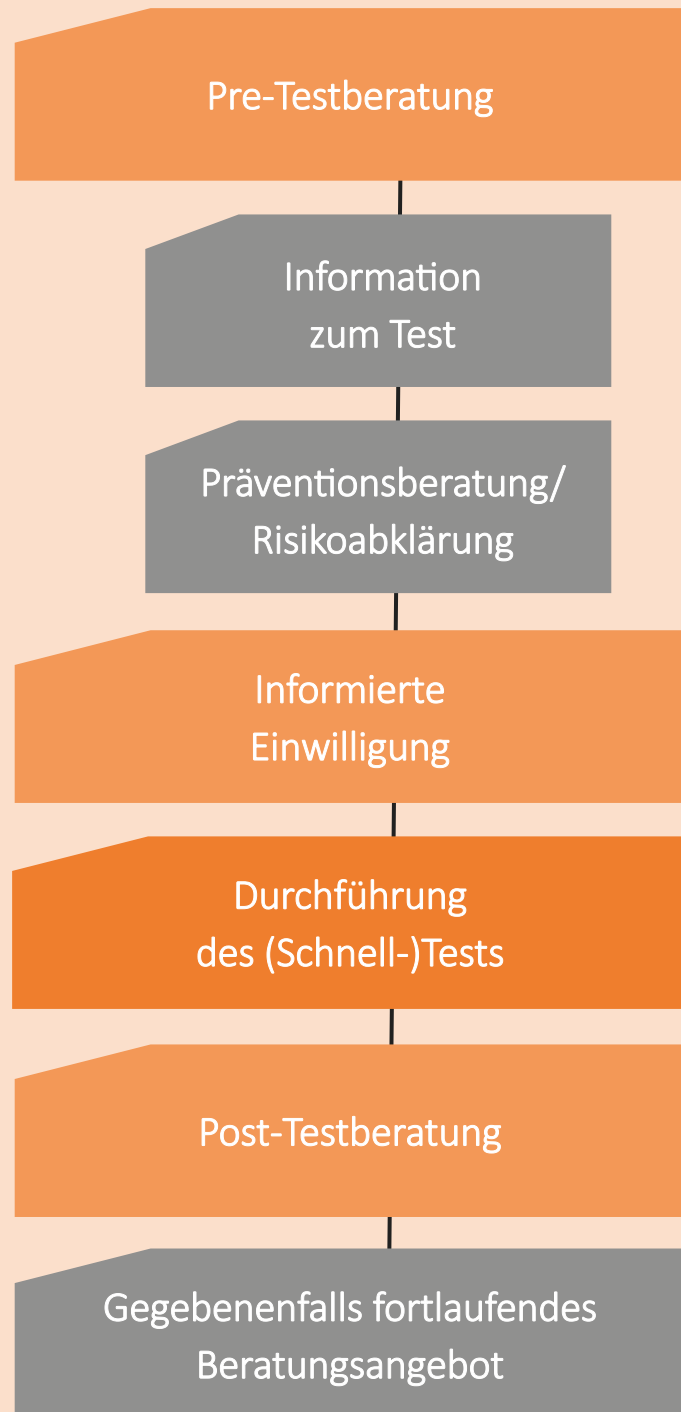 Pre-Testberatung
Information
zum Test
Präventionsberatung/
Risikoabklärung
Informierte
Einwilligung
Durchführung
des (Schnell-)Tests
Post-Testberatung
Gegebenenfalls fortlaufendes
Beratungsangebot